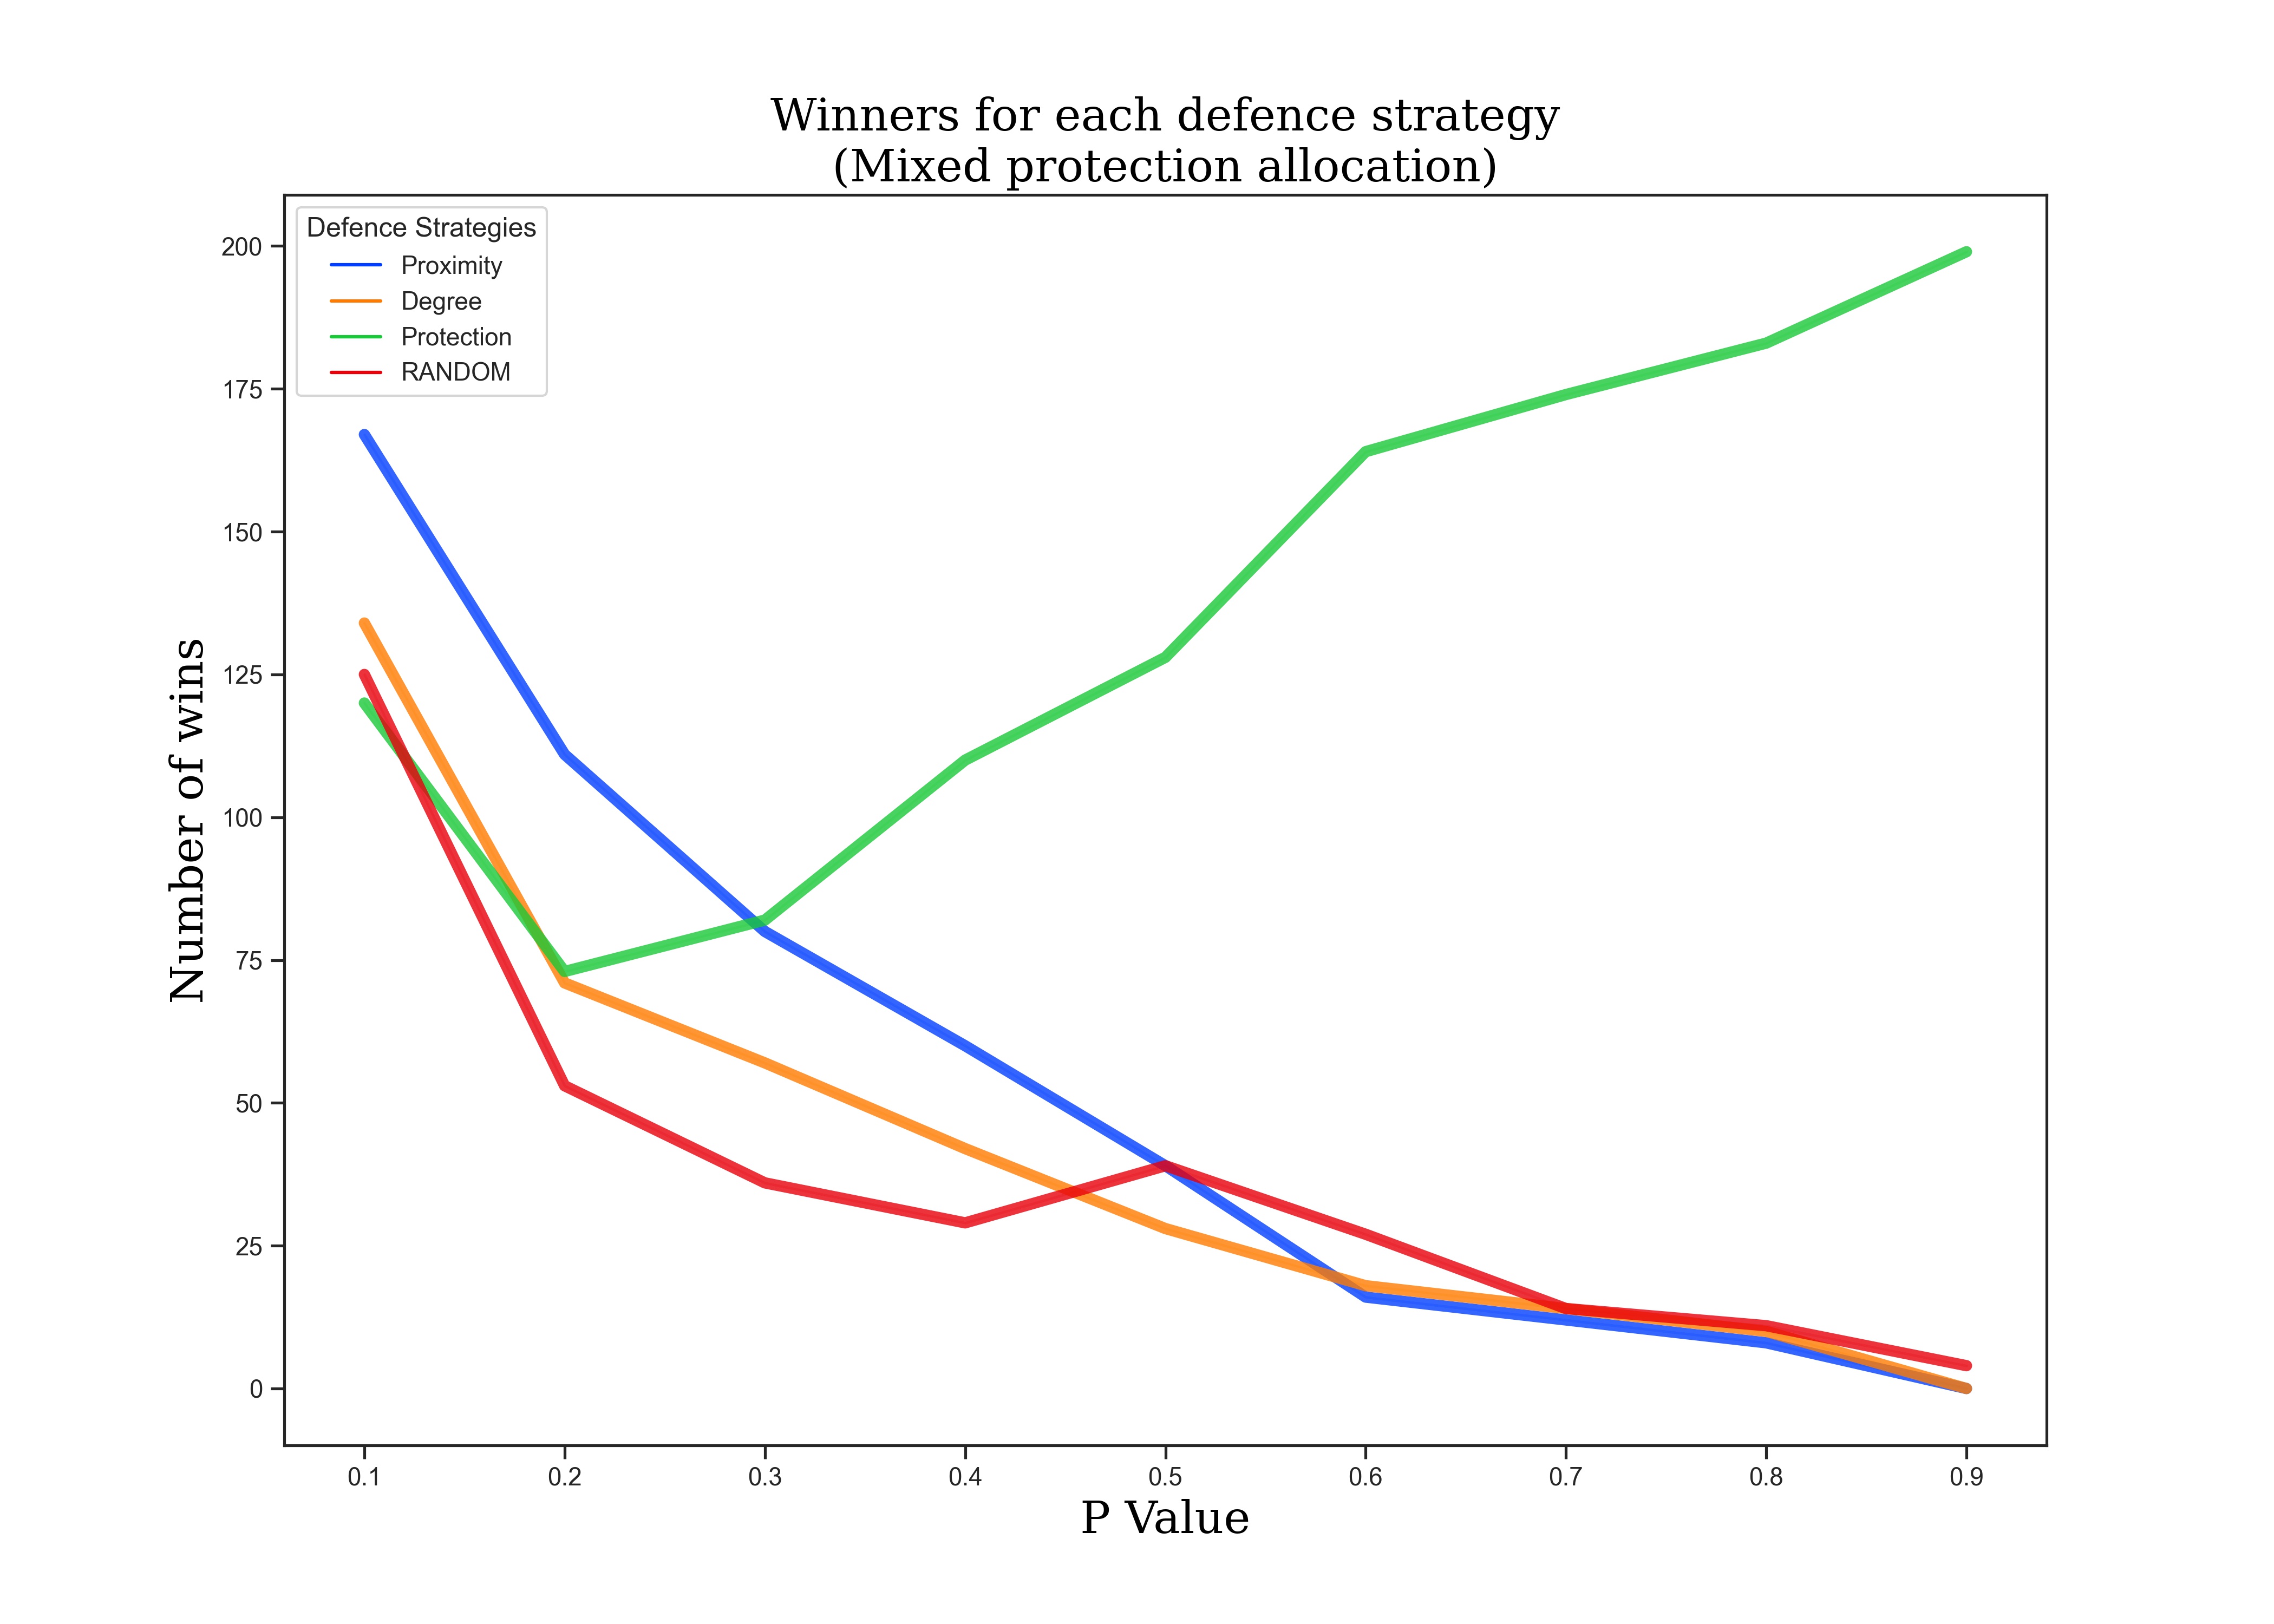 Winners for each defence strategy
(Mixed protection allocation)
Defence Strategies
Proximity
Degree
Protection
RANDOM
Number of wins
200
175
150
125
100
75
50
25
0
0.1 0.2 0.3 0.4 0.5 0.6 0.7 0.8 0.9
P Value